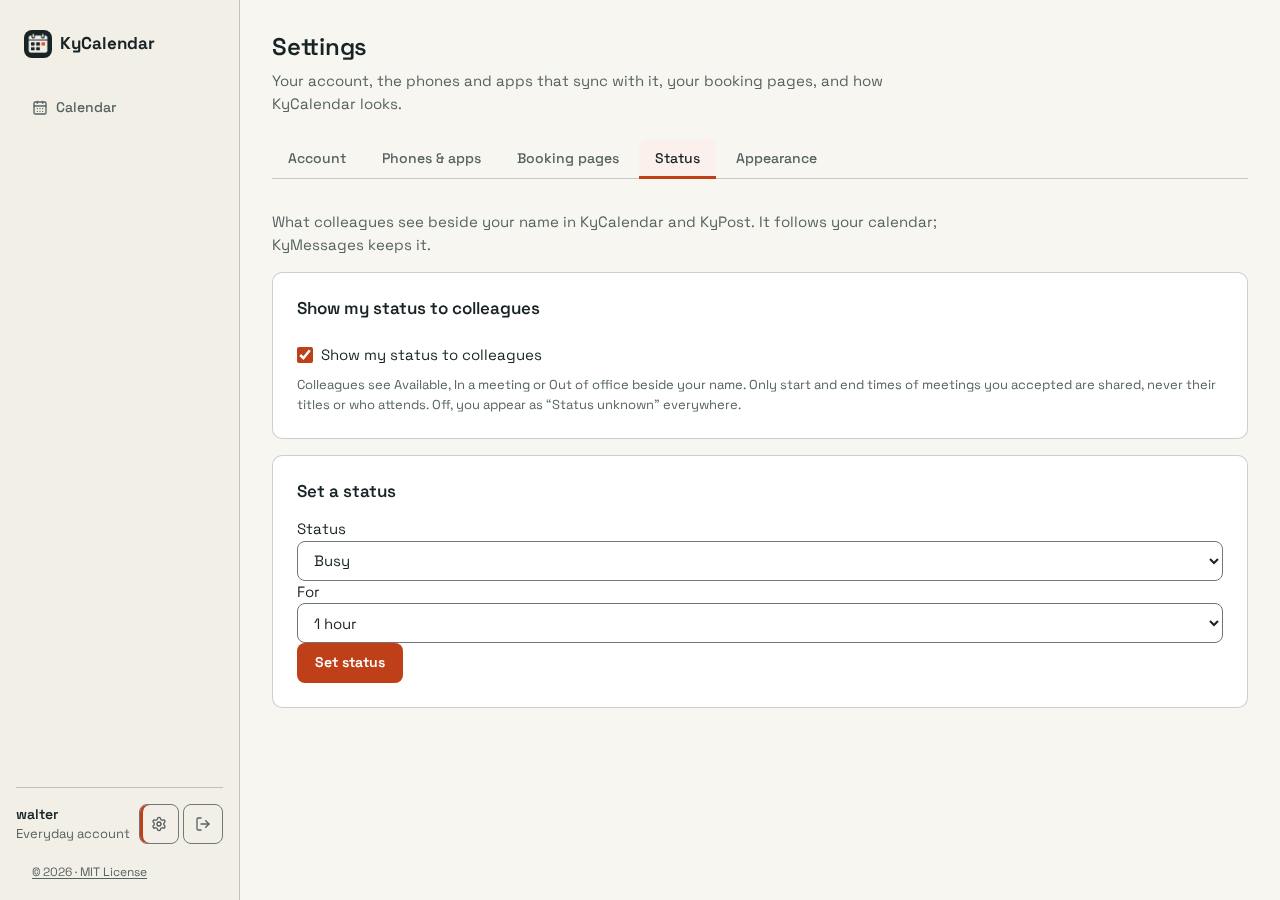 KyCalendar
Calendar
Settings
Your account, the phones and apps that sync with it, your booking pages, and how
KyCalendar looks.
Account
Phones & apps
Booking pages
Status
Appearance
What colleagues see beside your name in KyCalendar and KyPost. It follows your calendar;
KyMessages keeps it.
Show my status to colleagues
Show my status to colleagues
Colleagues see Available, In a meeting or Out of office beside your name. Only start and end times of meetings you accepted are shared, never their
titles or who attends. Off, you appear as “Status unknown” everywhere.
Set a status
Status
Busy
For
1 hour
Set status
walter
Everyday account
© 2026 · MIT License